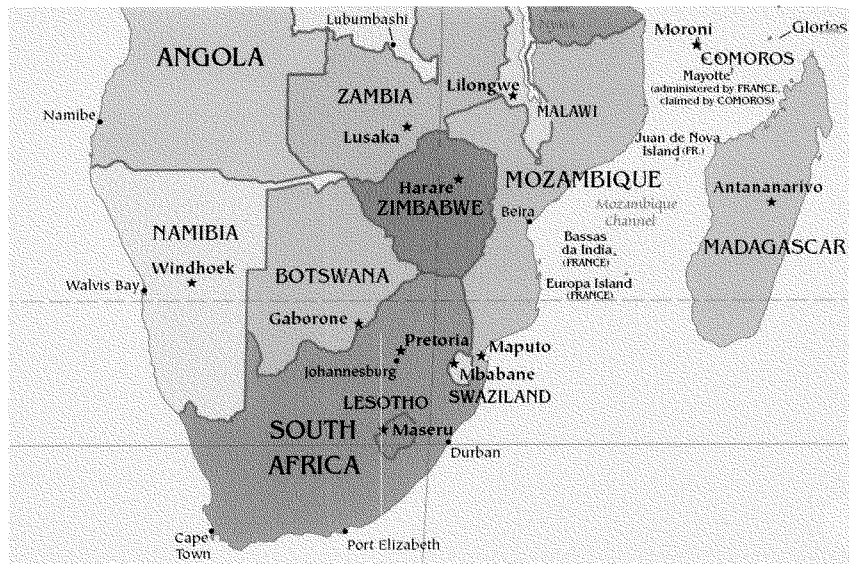 Lubumbashi
Moroni
Glorios
ANGOLA
COMOROS
Mayotte
(administered by FRANCE,
claimed by COMOROS)
Lilongwe
ZAMBIA
MALAWI
Namibe
Lusaka
Juan de Nova
Island (FR.)
MOZAMBIQUE
Harare
Antananarivo
ZIMBABWE
Mozambique
Channel
Beira
NAMIBIA
Bassas
da India
(FRANCE)
MADAGASCAR
Windhoek
BOTSWANA
Walvis Bay
Europa Island
(FRANCE)
Gaborone
Pretoria
Maputo
Johannesburg
Mbabane
SWAZILAND
LESOTHO
SOUTH
AFRICA
Maseru
Durban
Cape
Town
Port Elizabeth